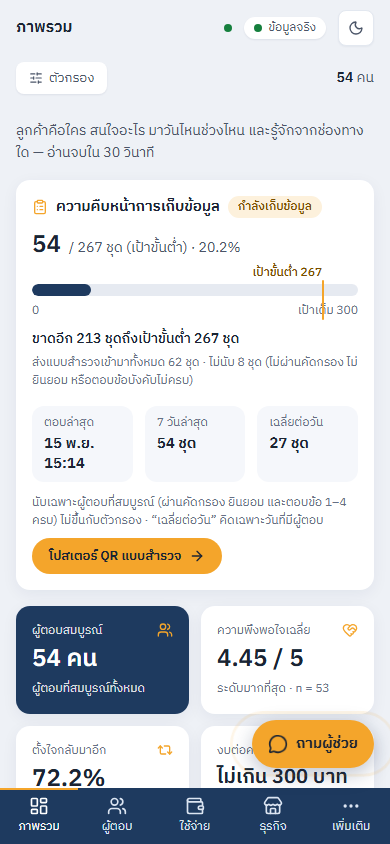 ภาพรวม
ข้อมูลจริง
ตัวกรอง
54 คน
ลูกค้าคือใคร สนใจอะไร มาวันไหนช่วงไหน และรู้จักจากช่องทาง
ใด — อ่านจบใน 30 วินาที
ความคืบหน้าการเก็บข้อมูล
กำลังเก็บข้อมูล
54 / 267 ชุด (เป้าขั้นต่ำ) · 20.2%
เป้าขั้นต่ำ 267
0
เป้าเต็ม 300
ขาดอีก 213 ชุดถึงเป้าขั้นต่ำ 267 ชุด
ส่งแบบสำรวจเข้ามาทั้งหมด 62 ชุด · ไม่นับ 8 ชุด (ไม่ผ่านคัดกรอง ไม่
ยินยอม หรือตอบข้อบังคับไม่ครบ)
ตอบล่าสุด
15 พ.ย.
15:14
7 วันล่าสุด
54 ชุด
เฉลี่ยต่อวัน
27 ชุด
นับเฉพาะผู้ตอบที่สมบูรณ์ (ผ่านคัดกรอง ยินยอม และตอบข้อ 1–4
ครบ) ไม่ขึ้นกับตัวกรอง · “เฉลี่ยต่อวัน” คิดเฉพาะวันที่มีผู้ตอบ
โปสเตอร์ QR แบบสำรวจ
ผู้ตอบสมบูรณ์
54 คน
ผู้ตอบที่สมบูรณ์ทั้งหมด
ความพึงพอใจเฉลี่ย
4.45 / 5
ระดับมากที่สุด · n = 53
ตั้งใจกลับมาอีก
72.2%
งบต่อค
ไม่เกิน 300 บาท
ถามผู้ช่วย
ภาพรวม
ผู้ตอบ
ใช้จ่าย
ธุรกิจ
เพิ่มเติม